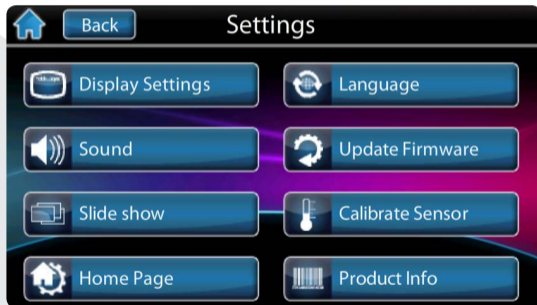 Back
Settings
Display Settings
Language
Sound
Update Firmware
Slide show
Calibrate Sensor
Home Page
Product Info